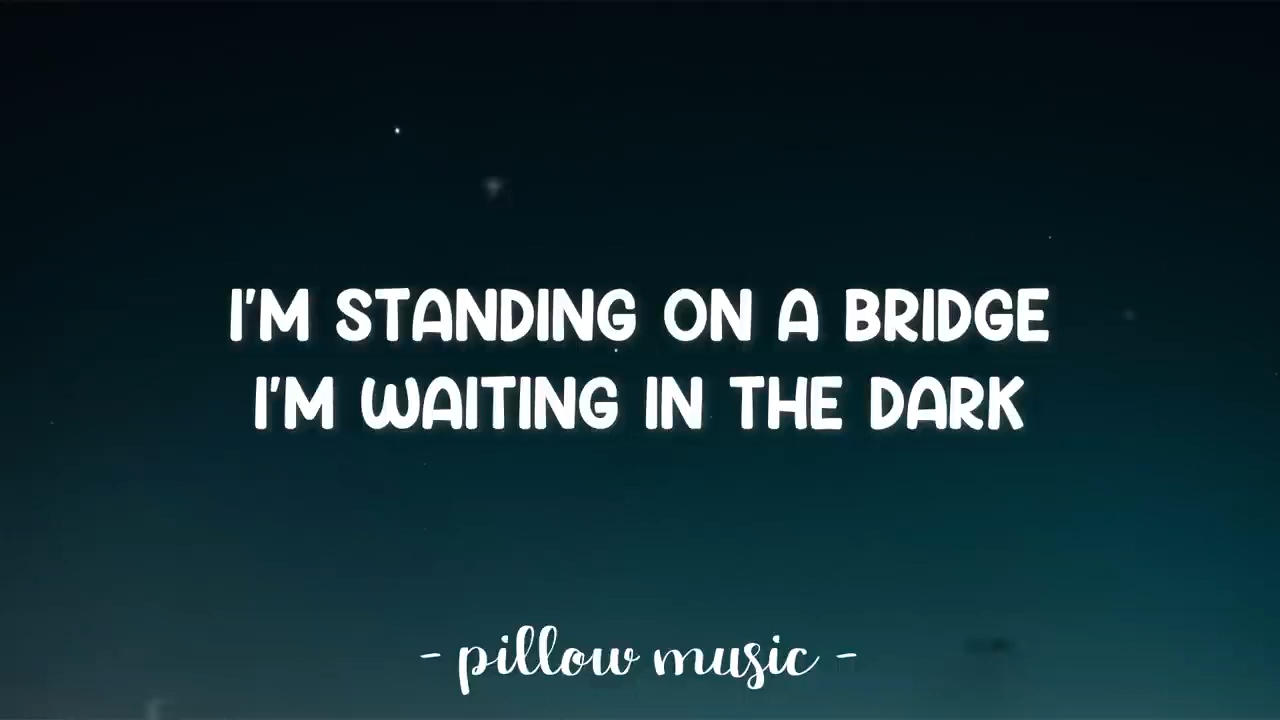 I'M STANDING ON A BRIDGE
I'M WAITING IN THE DARK
- pillow music -